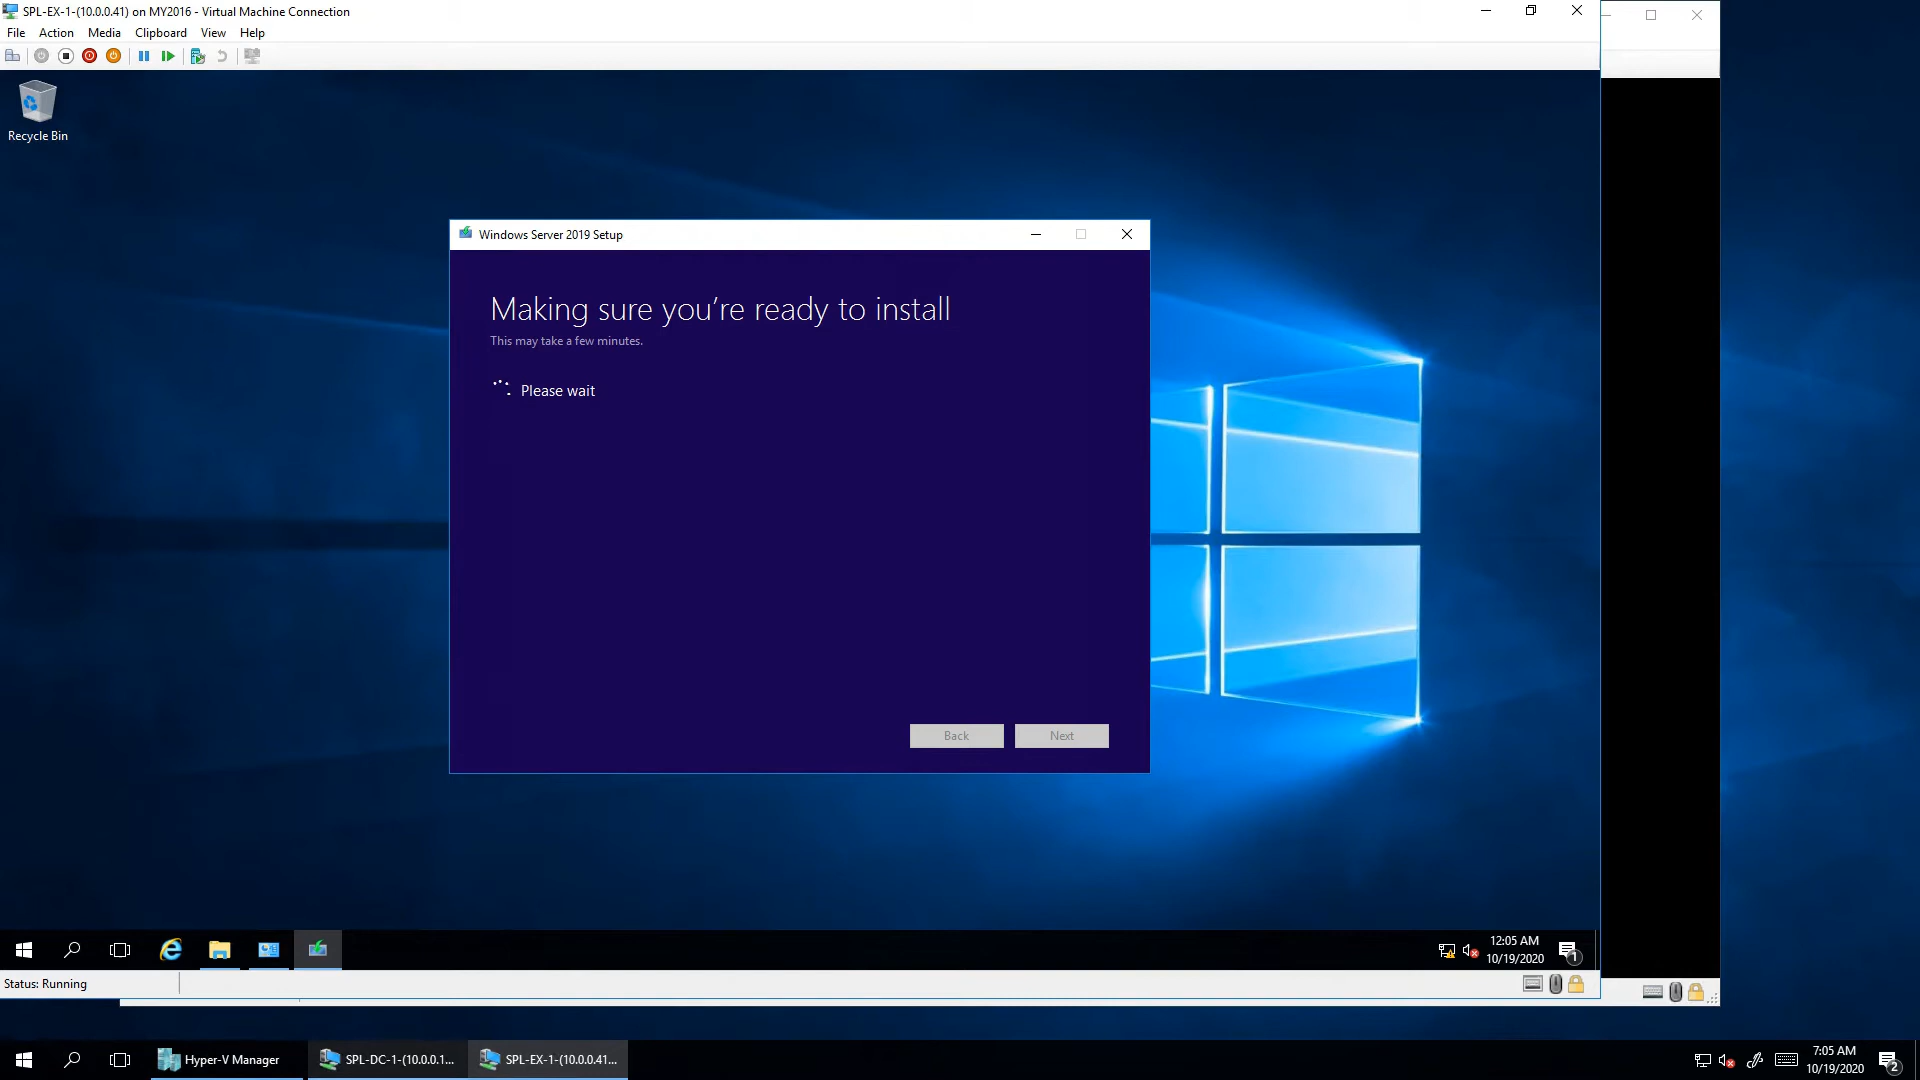 SPL-EX-1-(10.0.0.41) on MY2016 - Virtual Machine Connection
File Action Media Clipboard View Help
Recycle Bin
Windows Server 2019 Setup
Making sure you're ready to install
This may take a few minutes.
Please wait
Back Next
12:05 AM
10/19/2020
1
Status: Running
Hyper-V Manager
SPL-DC-1-(10.0.0.1...
SPL-EX-1-(10.0.0.41...
7:05 AM
10/19/2020
2